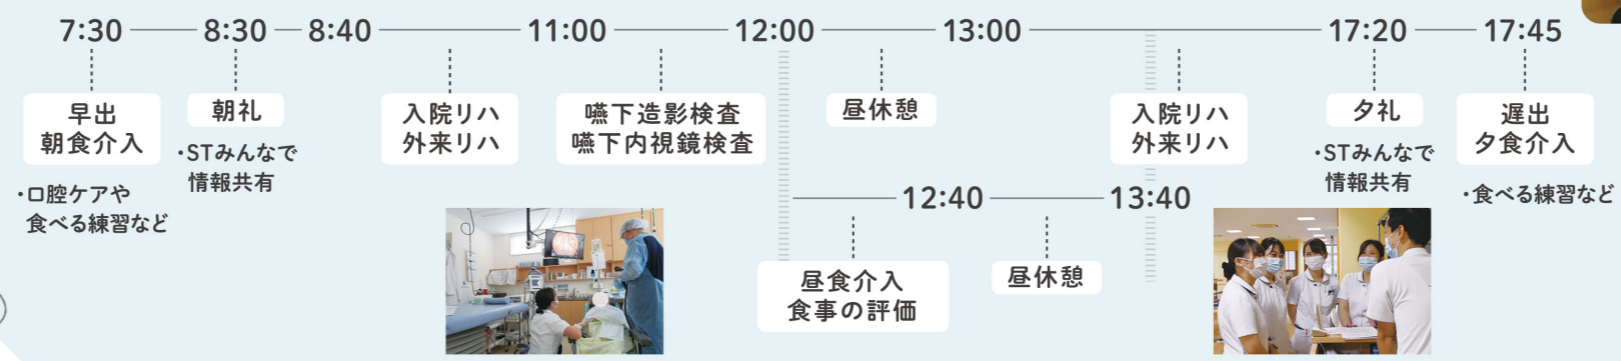 7:30
8:30
8:40
11:00
12:00
13:00
17:20
17:45
早出
朝食介入
・口腔ケアや
食べる練習など
朝礼
・STみんなで
情報共有
入院リハ
外来リハ
嚥下造影検査
嚥下内視鏡検査
昼休憩
入院リハ
外来リハ
夕礼
・STみんなで
情報共有
遅出
夕食介入
・食べる練習など
12:40
13:40
昼食介入
食事の評価
昼休憩